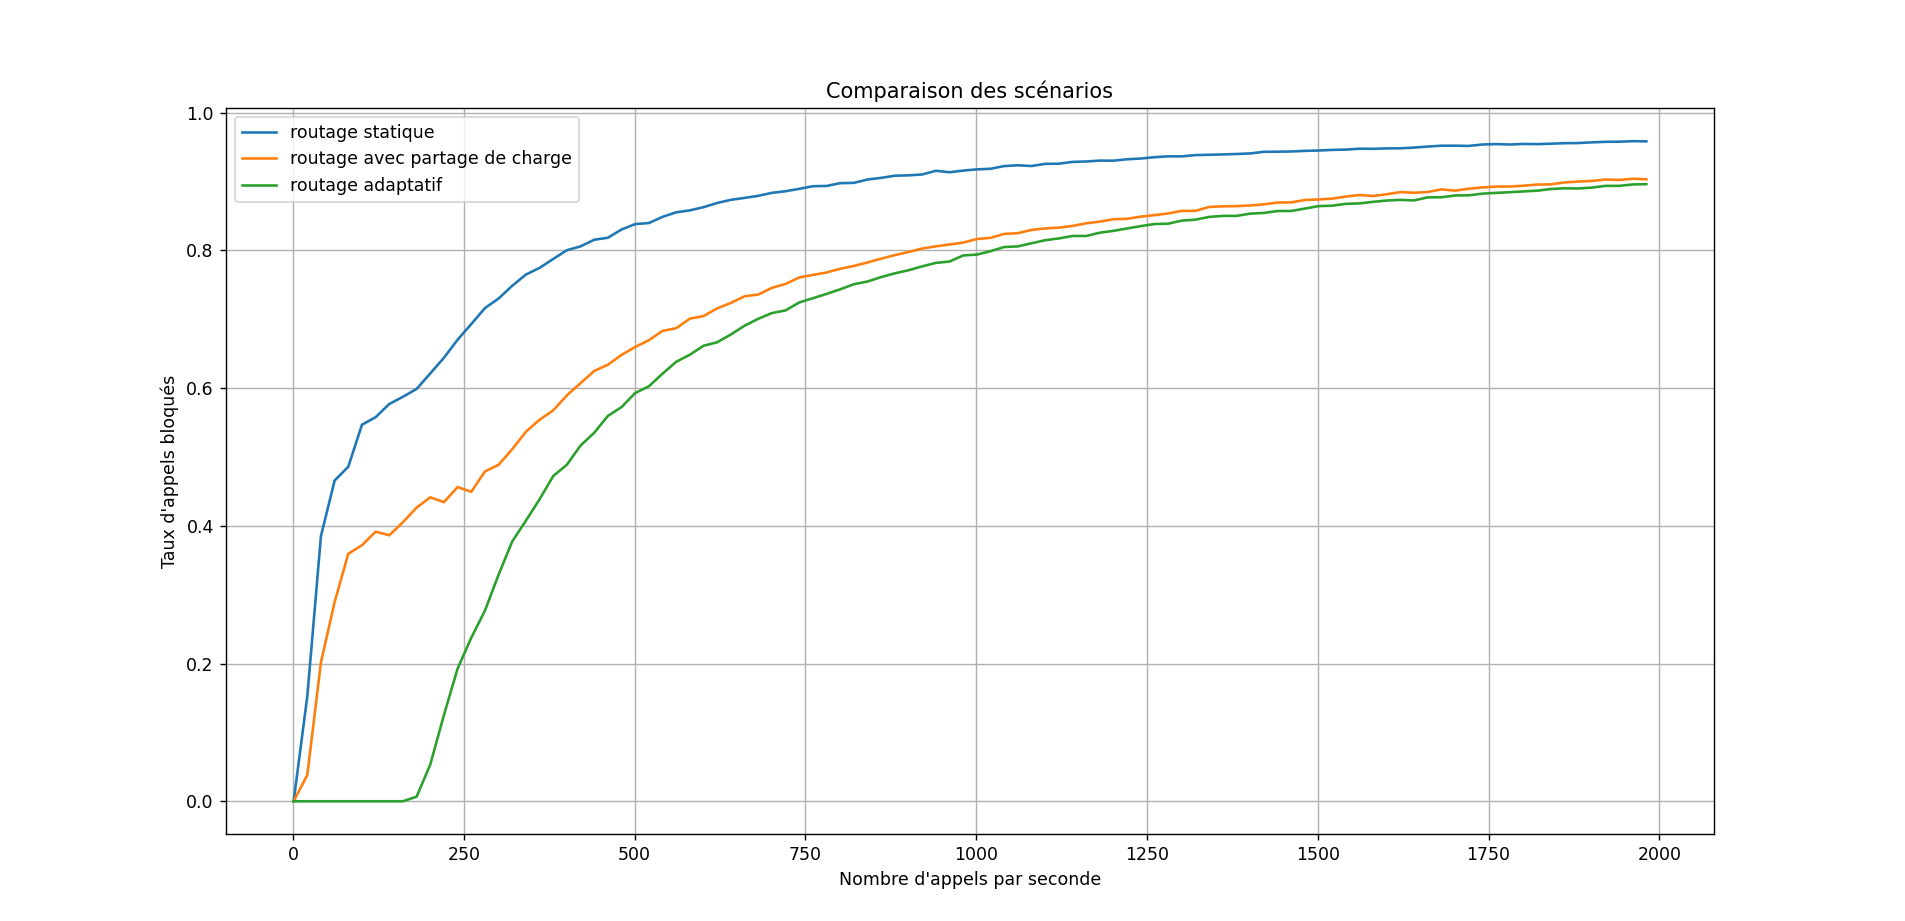 Comparaison des scénarios
1.0
routage statique
routage avec partage de charge
routage adaptatif
0.8
0.6
0.4
0.2
0.0
Taux d'appels bloqués
0 250 500 750 1000 1250 1500 1750 2000
Nombre d'appels par seconde